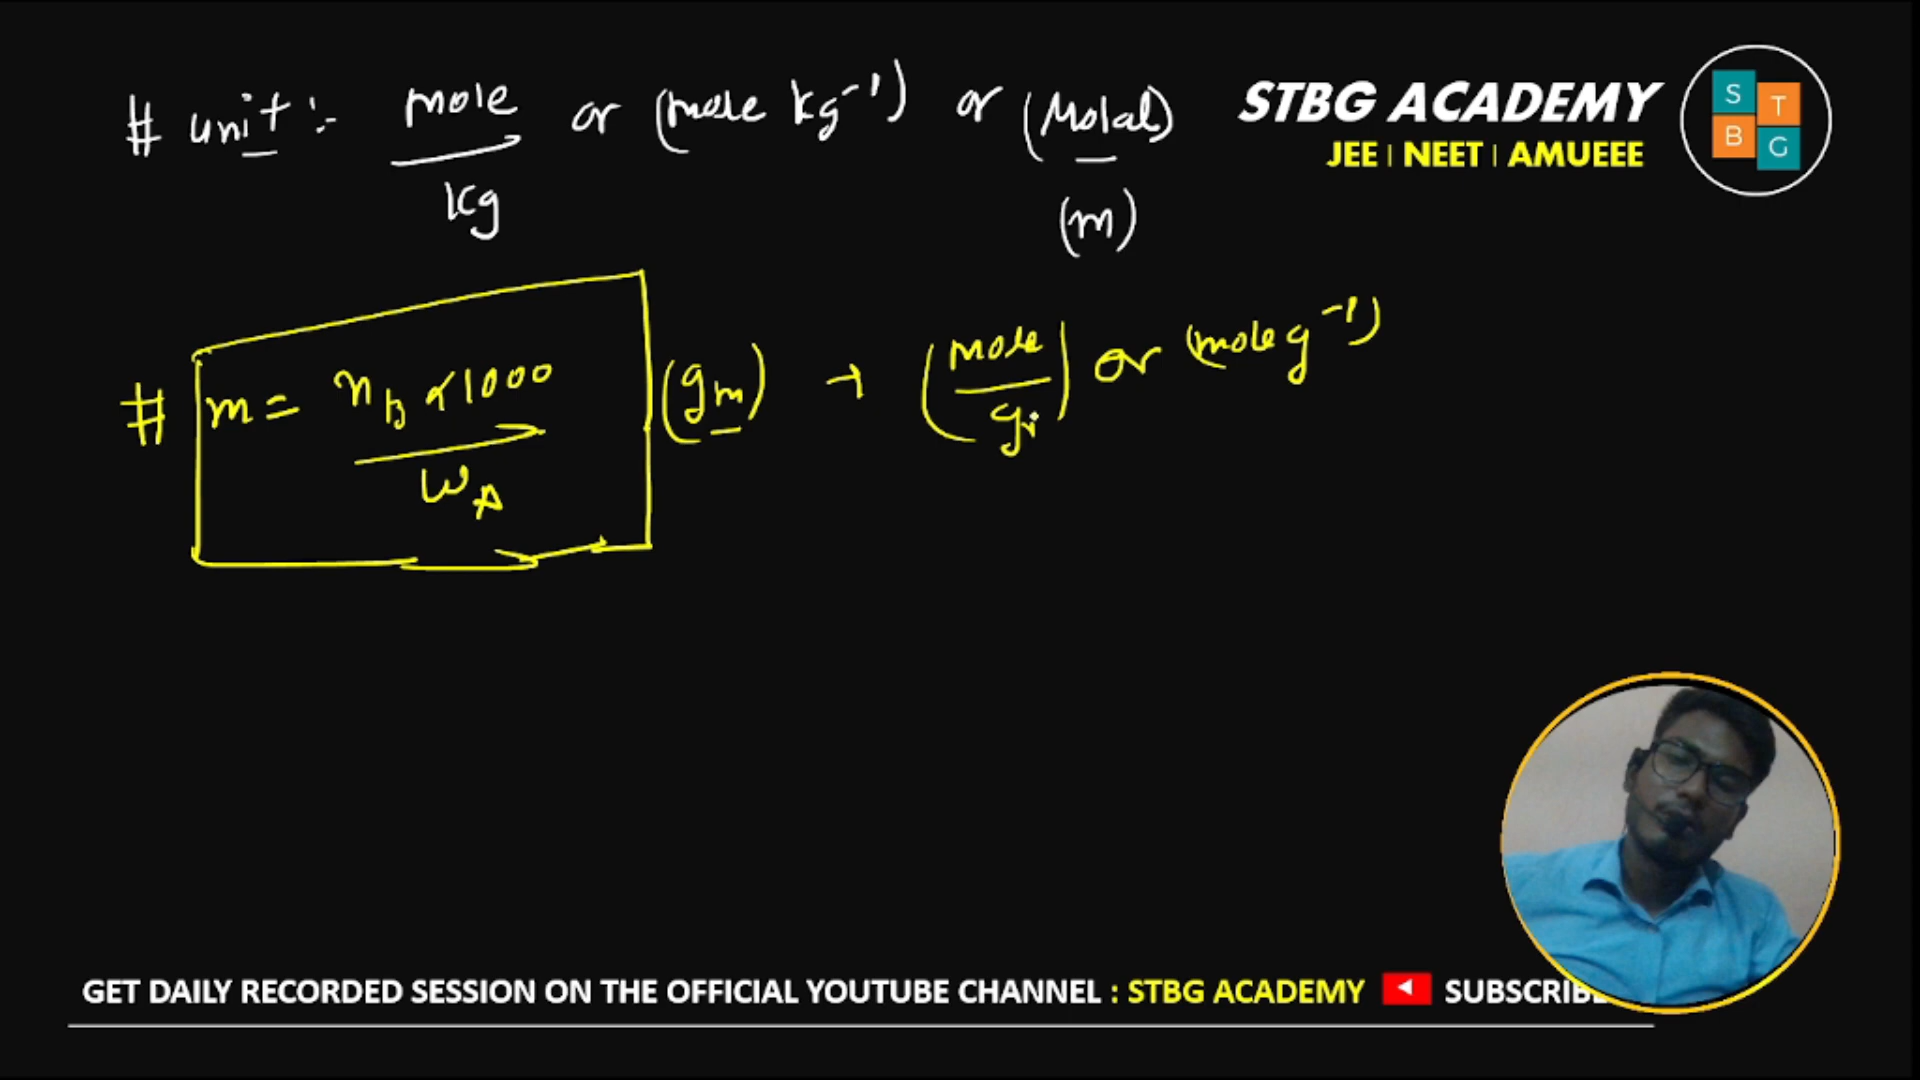 # unit :- mole / kg or (mole kg⁻¹) or (Molal)
(m)
STBG ACADEMY
JEE | NEET | AMUEEE
S T
B G
# m = n_B × 1000 / W_A (gm) → (mole / g) or (mole g⁻¹)
GET DAILY RECORDED SESSION ON THE OFFICIAL YOUTUBE CHANNEL : STBG ACADEMY SUBSCRIBE